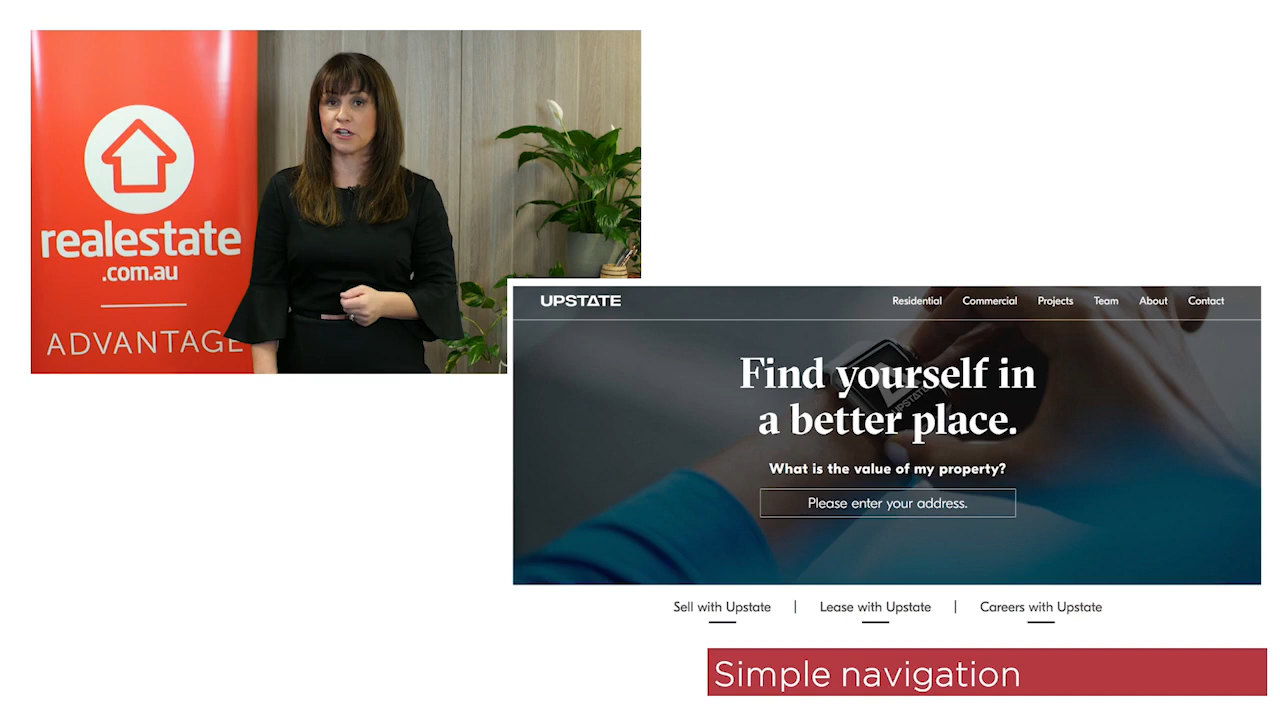 realestate
.com.au
ADVANTAGE
UPSTATE
Residential Commercial Projects Team About Contact
Find yourself in
a better place.
What is the value of my property?
Please enter your address.
UPSTATE
Sell with Upstate | Lease with Upstate | Careers with Upstate
Simple navigation